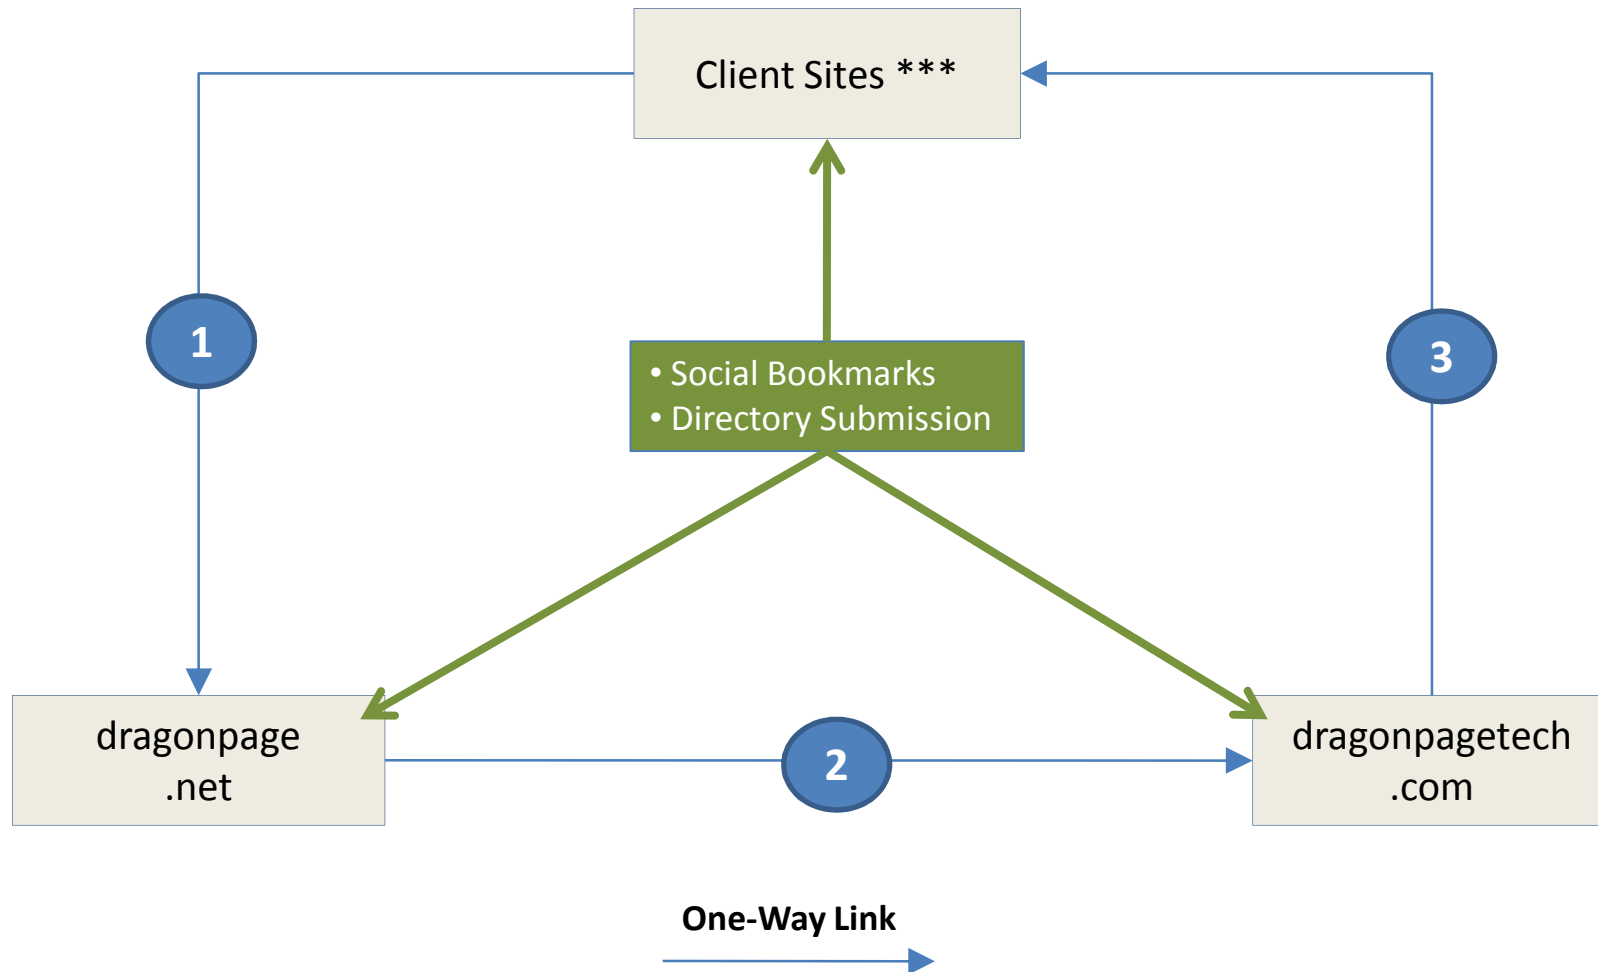 Client Sites ***
1
3
• Social Bookmarks
• Directory Submission
dragonpage
.net
2
dragonpagetech
.com
One-Way Link